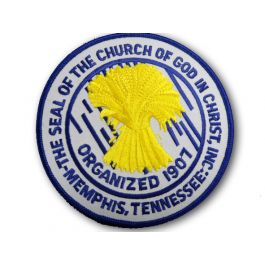 THE SEAL OF THE CHURCH OF GOD IN CHRIST, INC.
ORGANIZED 1907
MEMPHIS, TENNESSEE